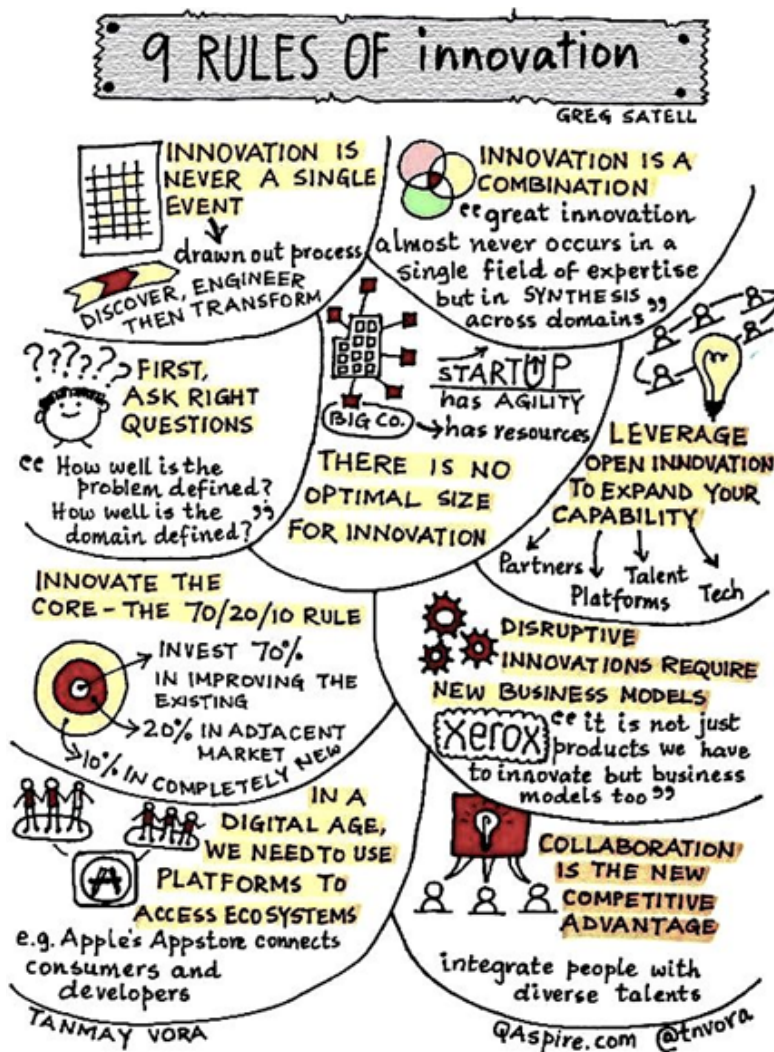 9 RULES OF innovation
GREG SATELL
INNOVATION IS
NEVER A SINGLE
EVENT
drawn out process
DISCOVER, ENGINEER
THEN TRANSFORM
INNOVATION IS A
COMBINATION
“great innovation
almost never occurs in a
single field of expertise
but in SYNTHESIS
across domains”
??????
FIRST,
ASK RIGHT
QUESTIONS
“How well is the
problem defined?
How well is the
domain defined?”
STARTUP
has AGILITY
BIG CO.
has resources
THERE IS NO
OPTIMAL SIZE
FOR INNOVATION
LEVERAGE
OPEN INNOVATION
TO EXPAND YOUR
CAPABILITY
Partners
Platforms
Talent
Tech
INNOVATE THE
CORE – THE 70/20/10 RULE
INVEST 70%
IN IMPROVING THE
EXISTING
20% IN ADJACENT
MARKET
10% IN COMPLETELY NEW
DISRUPTIVE
INNOVATIONS REQUIRE
NEW BUSINESS MODELS
xerox
“it is not just
products we have
to innovate but business
models too”
IN A
DIGITAL AGE,
WE NEED TO USE
PLATFORMS TO
ACCESS ECOSYSTEMS
A
e.g. Apple's Appstore connects
consumers and
developers
COLLABORATION
IS THE NEW
COMPETITIVE
ADVANTAGE
integrate people with
diverse talents
TANMAY VORA
QAspire.com @tnvora